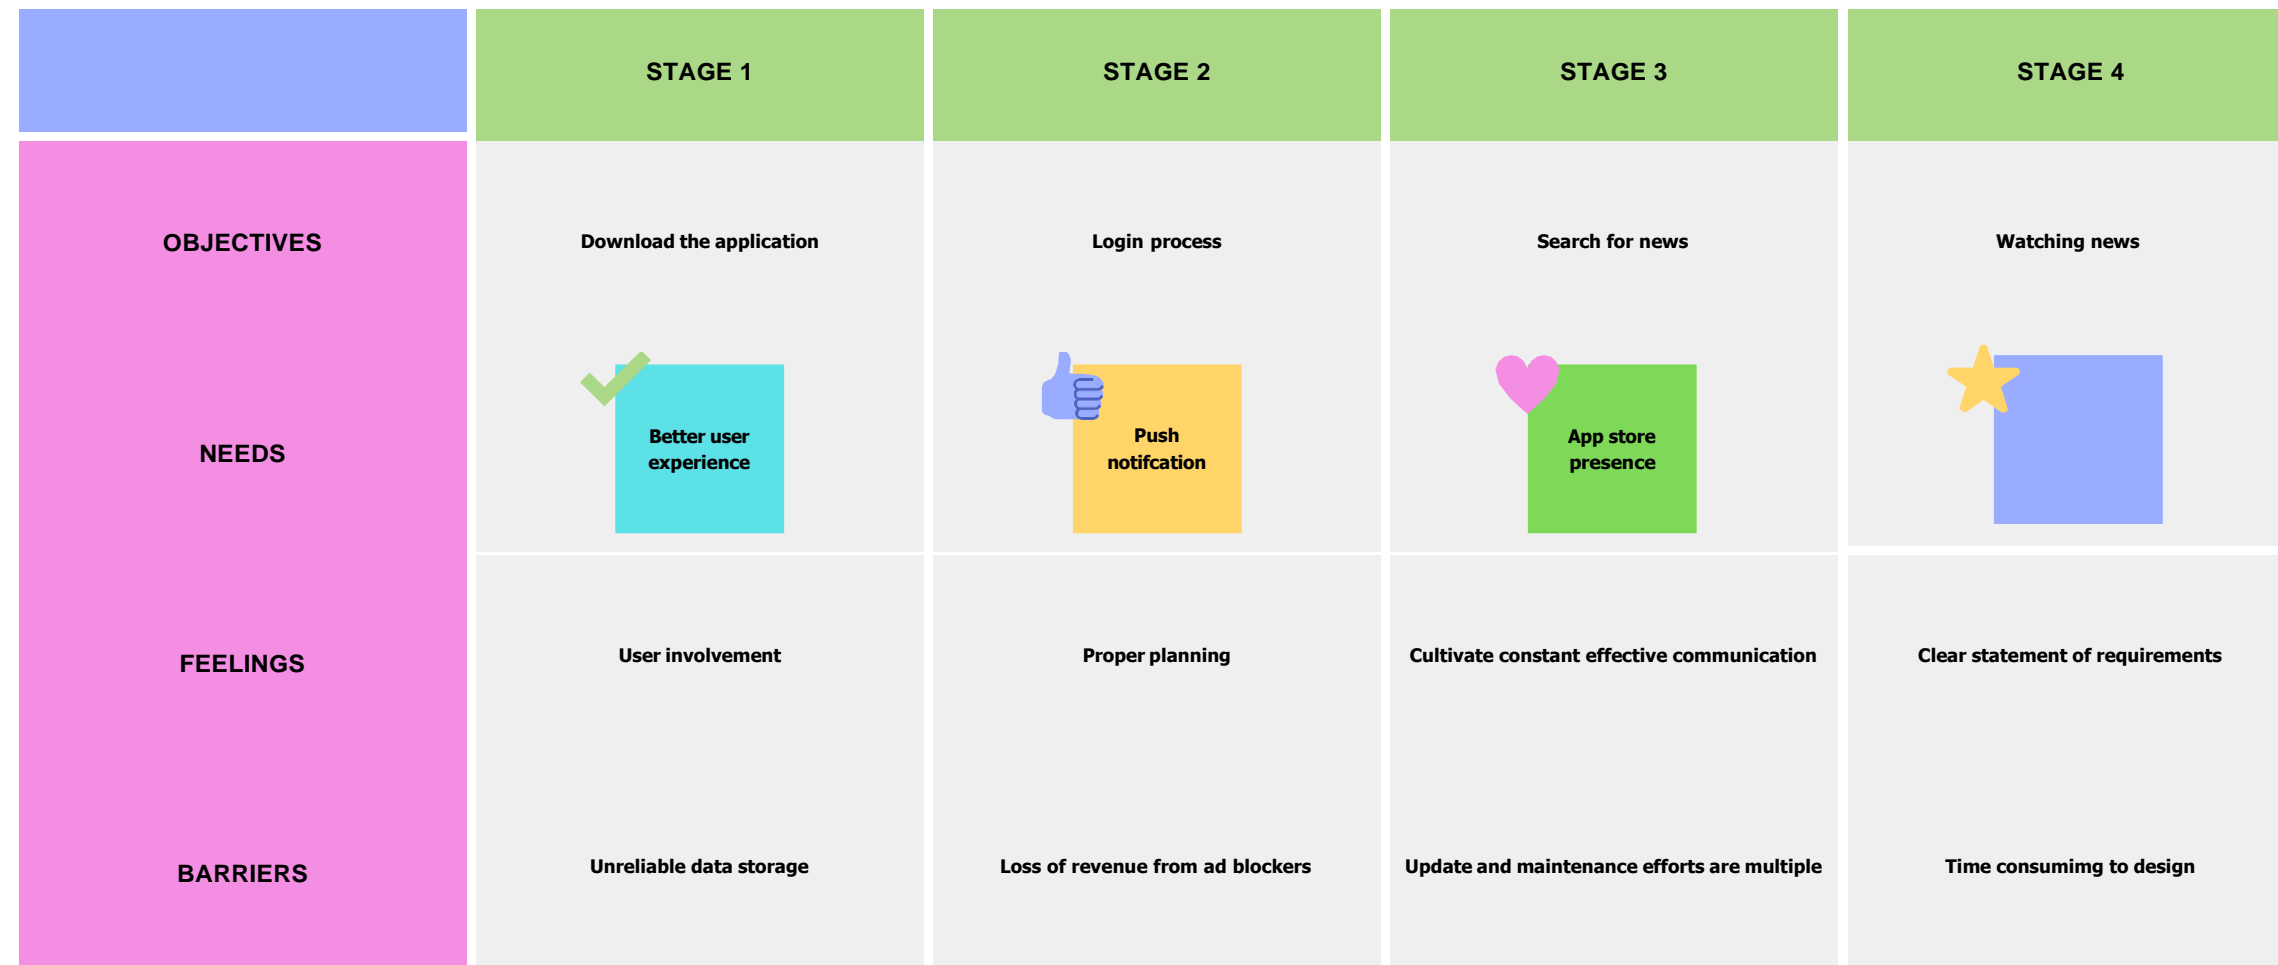 STAGE 1
STAGE 2
STAGE 3
STAGE 4
OBJECTIVES
Download the application
Login process
Search for news
Watching news
NEEDS
Better user
experience
Push
notifcation
App store
presence
FEELINGS
User involvement
Proper planning
Cultivate constant effective communication
Clear statement of requirements
BARRIERS
Unreliable data storage
Loss of revenue from ad blockers
Update and maintenance efforts are multiple
Time consumimg to design